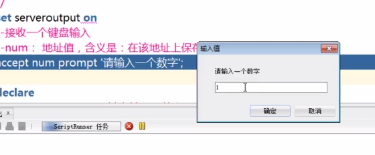 /
set serveroutput on
-接收一个键盘输入
-num： 地址值，含义是：在该地址上保存
accept num prompt '请输入一个数字';
declare
输入值
请输入一个数字
1
确定
取消
ScriptRunner 任务